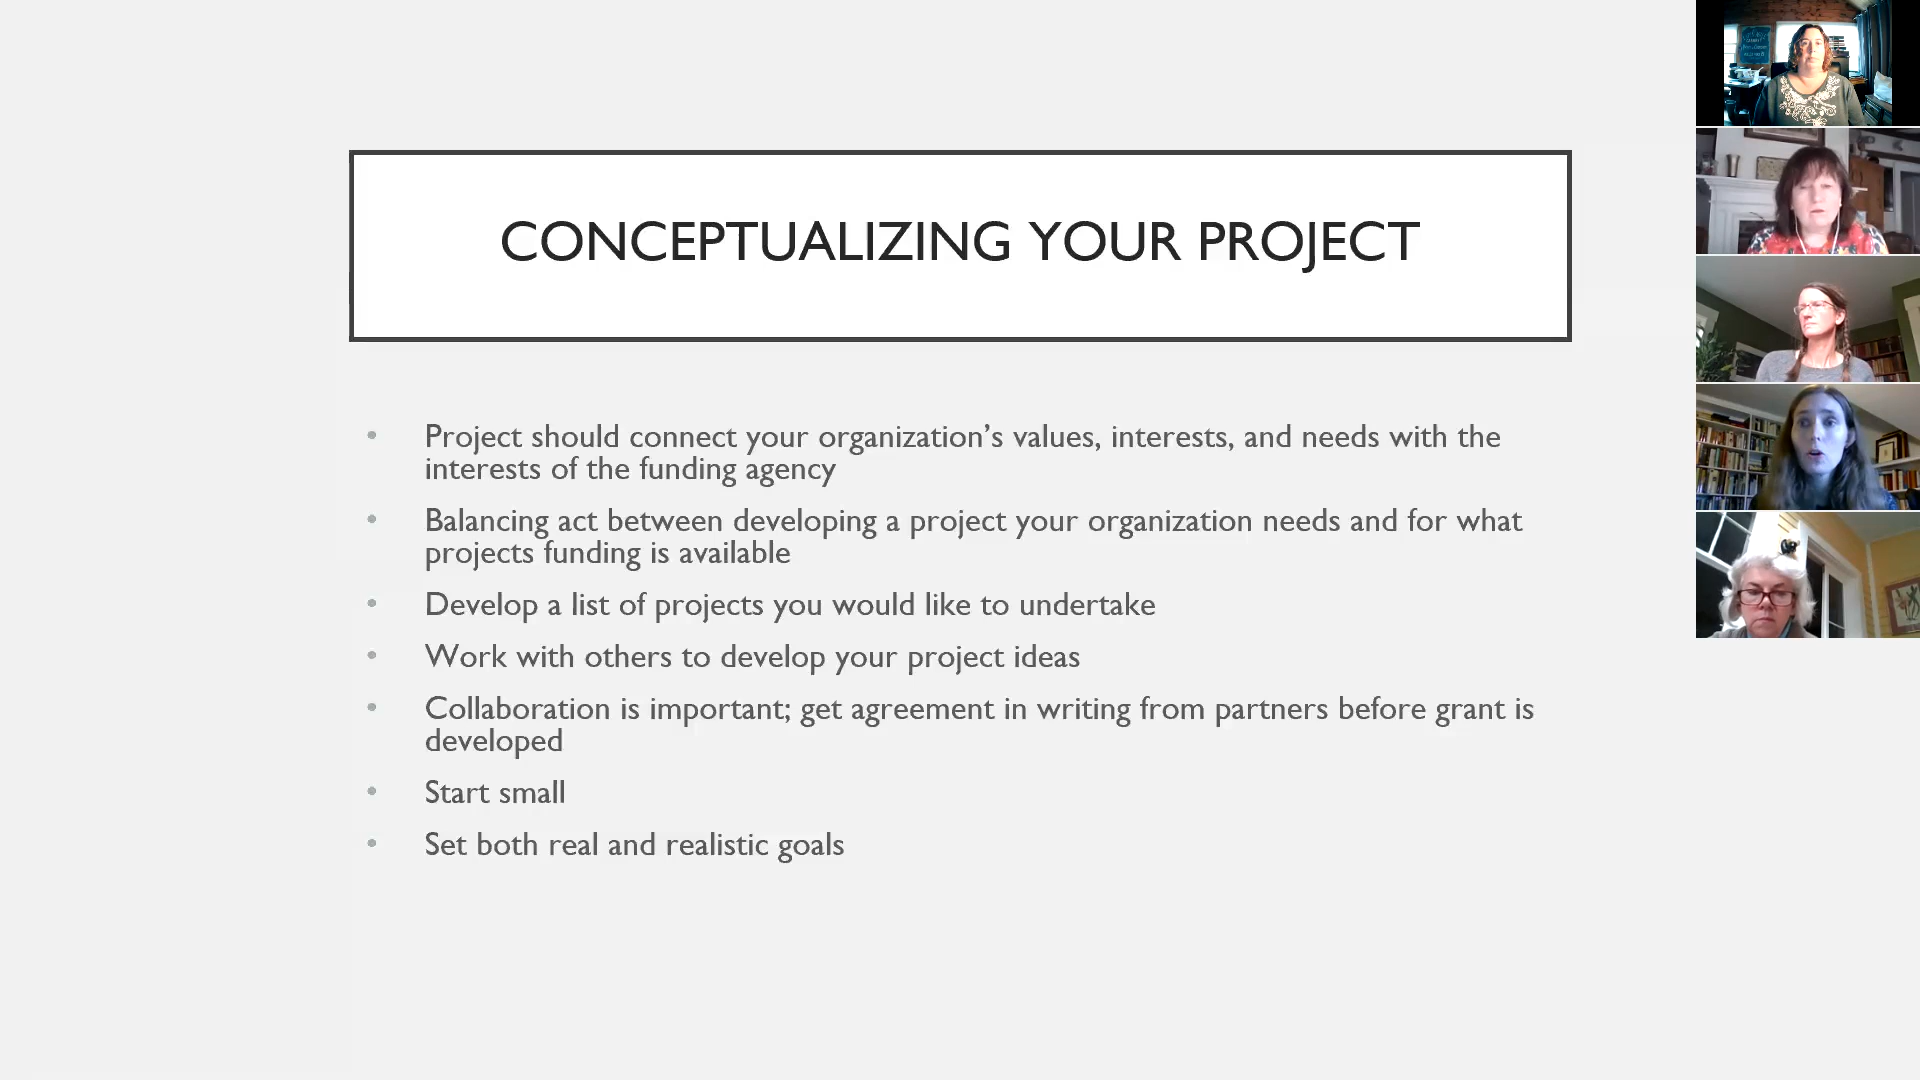 CONCEPTUALIZING YOUR PROJECT
• Project should connect your organization’s values, interests, and needs with the
interests of the funding agency
• Balancing act between developing a project your organization needs and for what
projects funding is available
• Develop a list of projects you would like to undertake
• Work with others to develop your project ideas
• Collaboration is important; get agreement in writing from partners before grant is
developed
• Start small
• Set both real and realistic goals